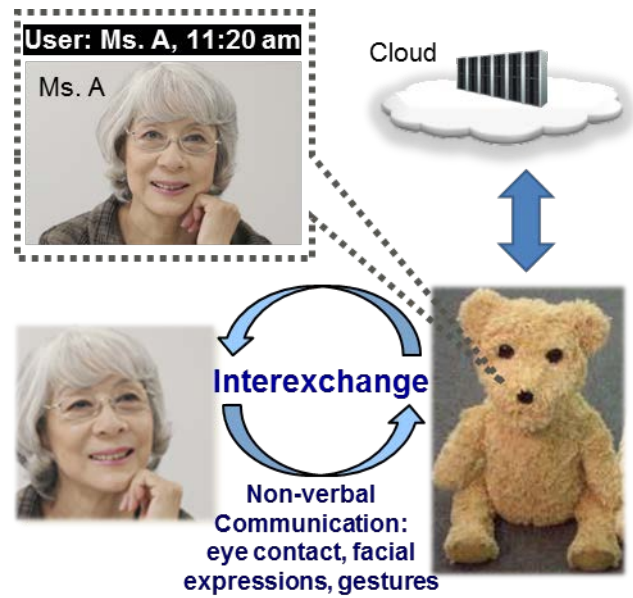 User: Ms. A, 11:20 am
Ms. A
Cloud
Interexchange
Non-verbal
Communication:
eye contact, facial
expressions, gestures